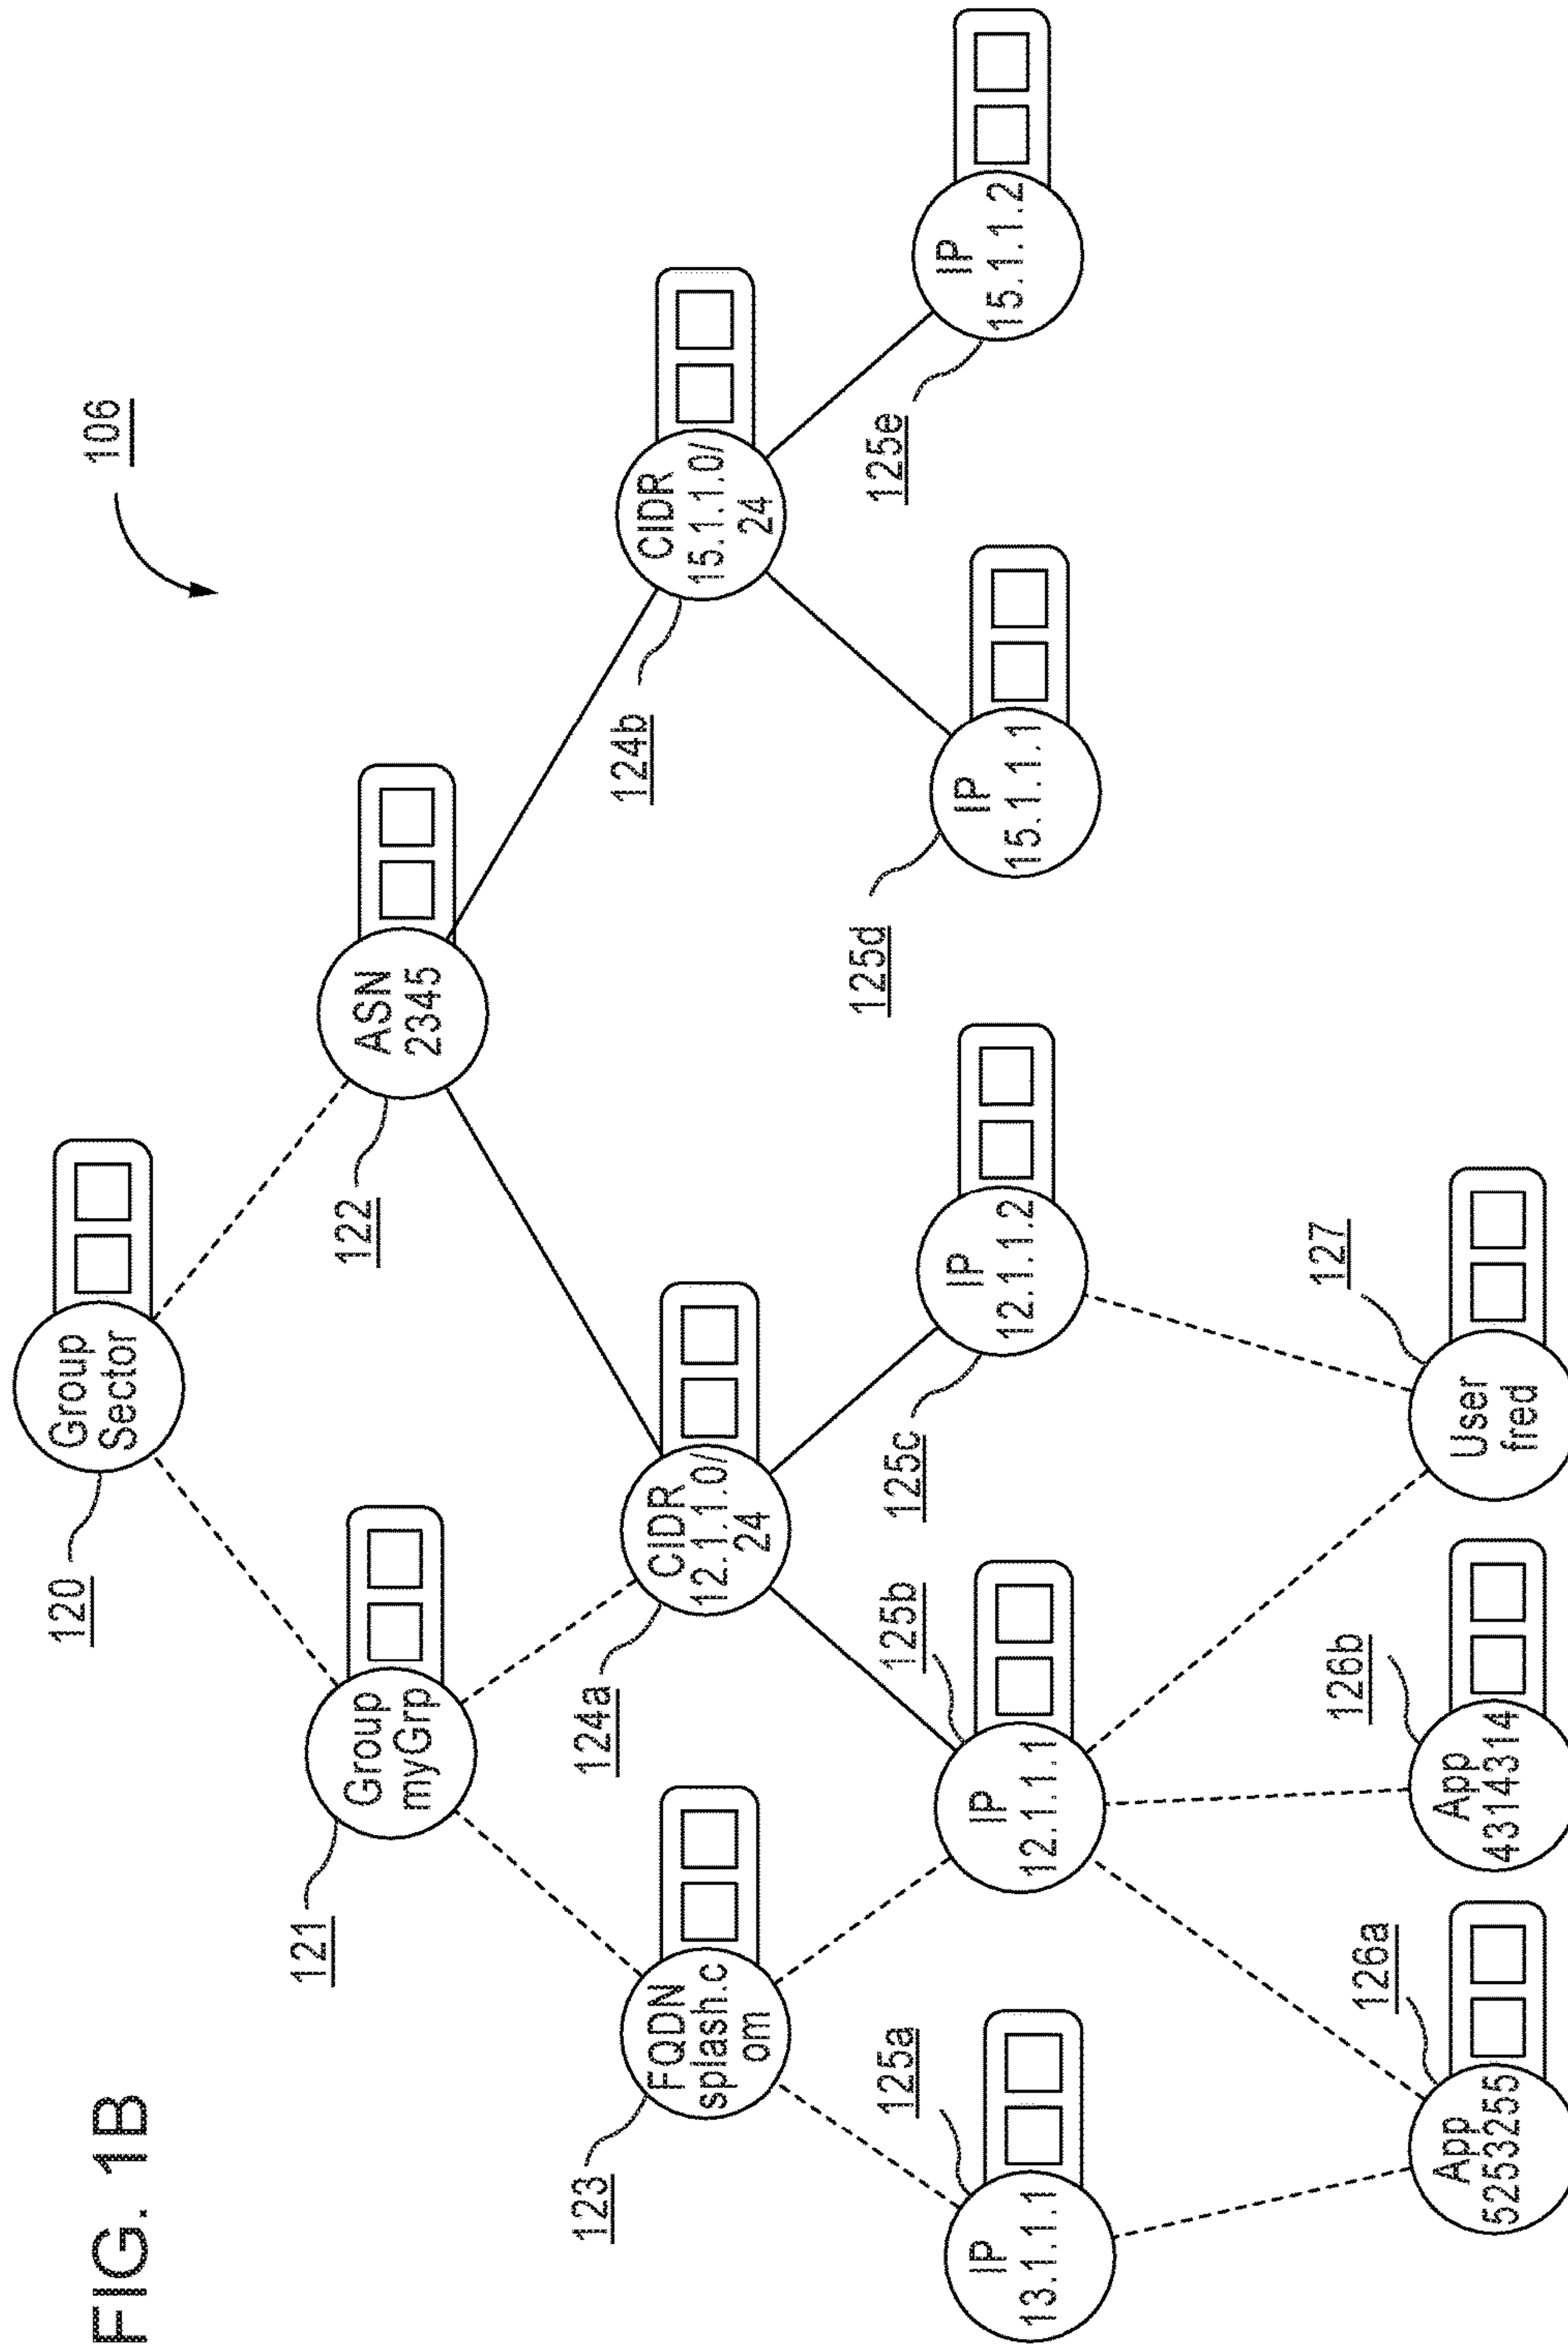 FIG. 1B
106
120
Group
Sector
121
Group
myGrp
122
ASN
2345
123
FQDN
splash.c
om
124a
CIDR
12.1.1.0/
24
124b
CIDR
15.1.1.0/
24
125a
IP
13.1.1.1
125b
IP
12.1.1.1
125c
IP
12.1.1.2
125d
IP
15.1.1.1
125e
IP
15.1.1.2
126a
App
5253255
126b
App
4314314
127
User
fred